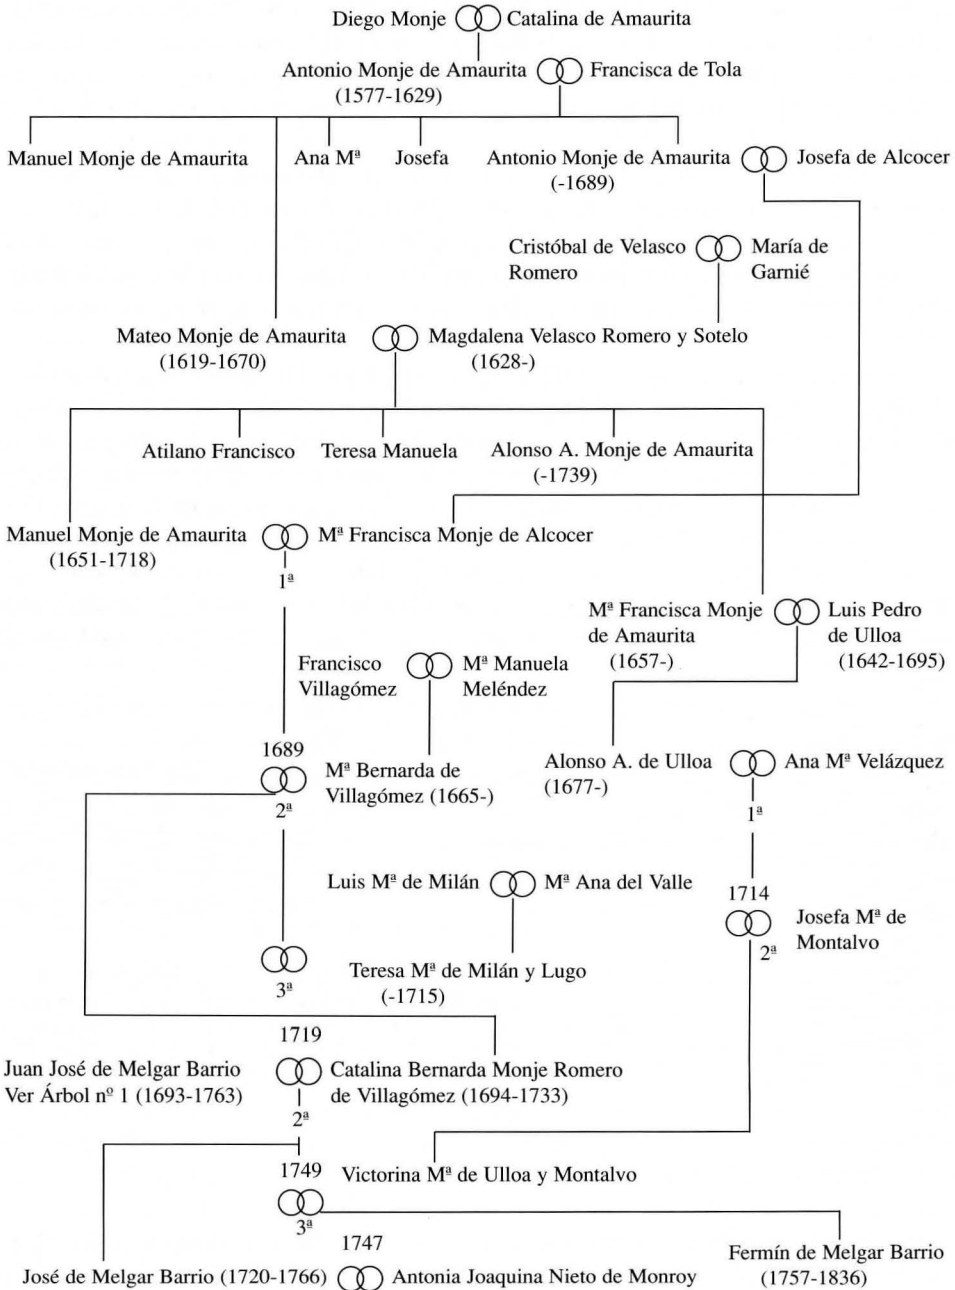 Diego Monje Catalina de Amaurita
Antonio Monje de Amaurita Francisca de Tola
(1577-1629)
Manuel Monje de Amaurita Ana Mª Josefa Antonio Monje de Amaurita Josefa de Alcocer
(-1689)
Cristóbal de Velasco María de
Romero Garnié
Mateo Monje de Amaurita Magdalena Velasco Romero y Sotelo
(1619-1670) (1628-)
Atilano Francisco Teresa Manuela Alonso A. Monje de Amaurita
(-1739)
Manuel Monje de Amaurita Mª Francisca Monje de Alcocer
(1651-1718)
1ª
Mª Francisca Monje Luis Pedro
de Amaurita de Ulloa
(1657-) (1642-1695)
Francisco Mª Manuela
Villagómez Meléndez
1689
Mª Bernarda de
Villagómez (1665-)
2ª
Alonso A. de Ulloa Ana Mª Velázquez
(1677-)
1ª
Luis Mª de Milán Mª Ana del Valle
1714
Josefa Mª de
Montalvo
2ª
Teresa Mª de Milán y Lugo
(-1715)
3ª
1719
Juan José de Melgar Barrio Catalina Bernarda Monje Romero
Ver Árbol nº 1 (1693-1763) de Villagómez (1694-1733)
2ª
1749 Victorina Mª de Ulloa y Montalvo
3ª
1747
Fermín de Melgar Barrio
(1757-1836)
José de Melgar Barrio (1720-1766) Antonia Joaquina Nieto de Monroy